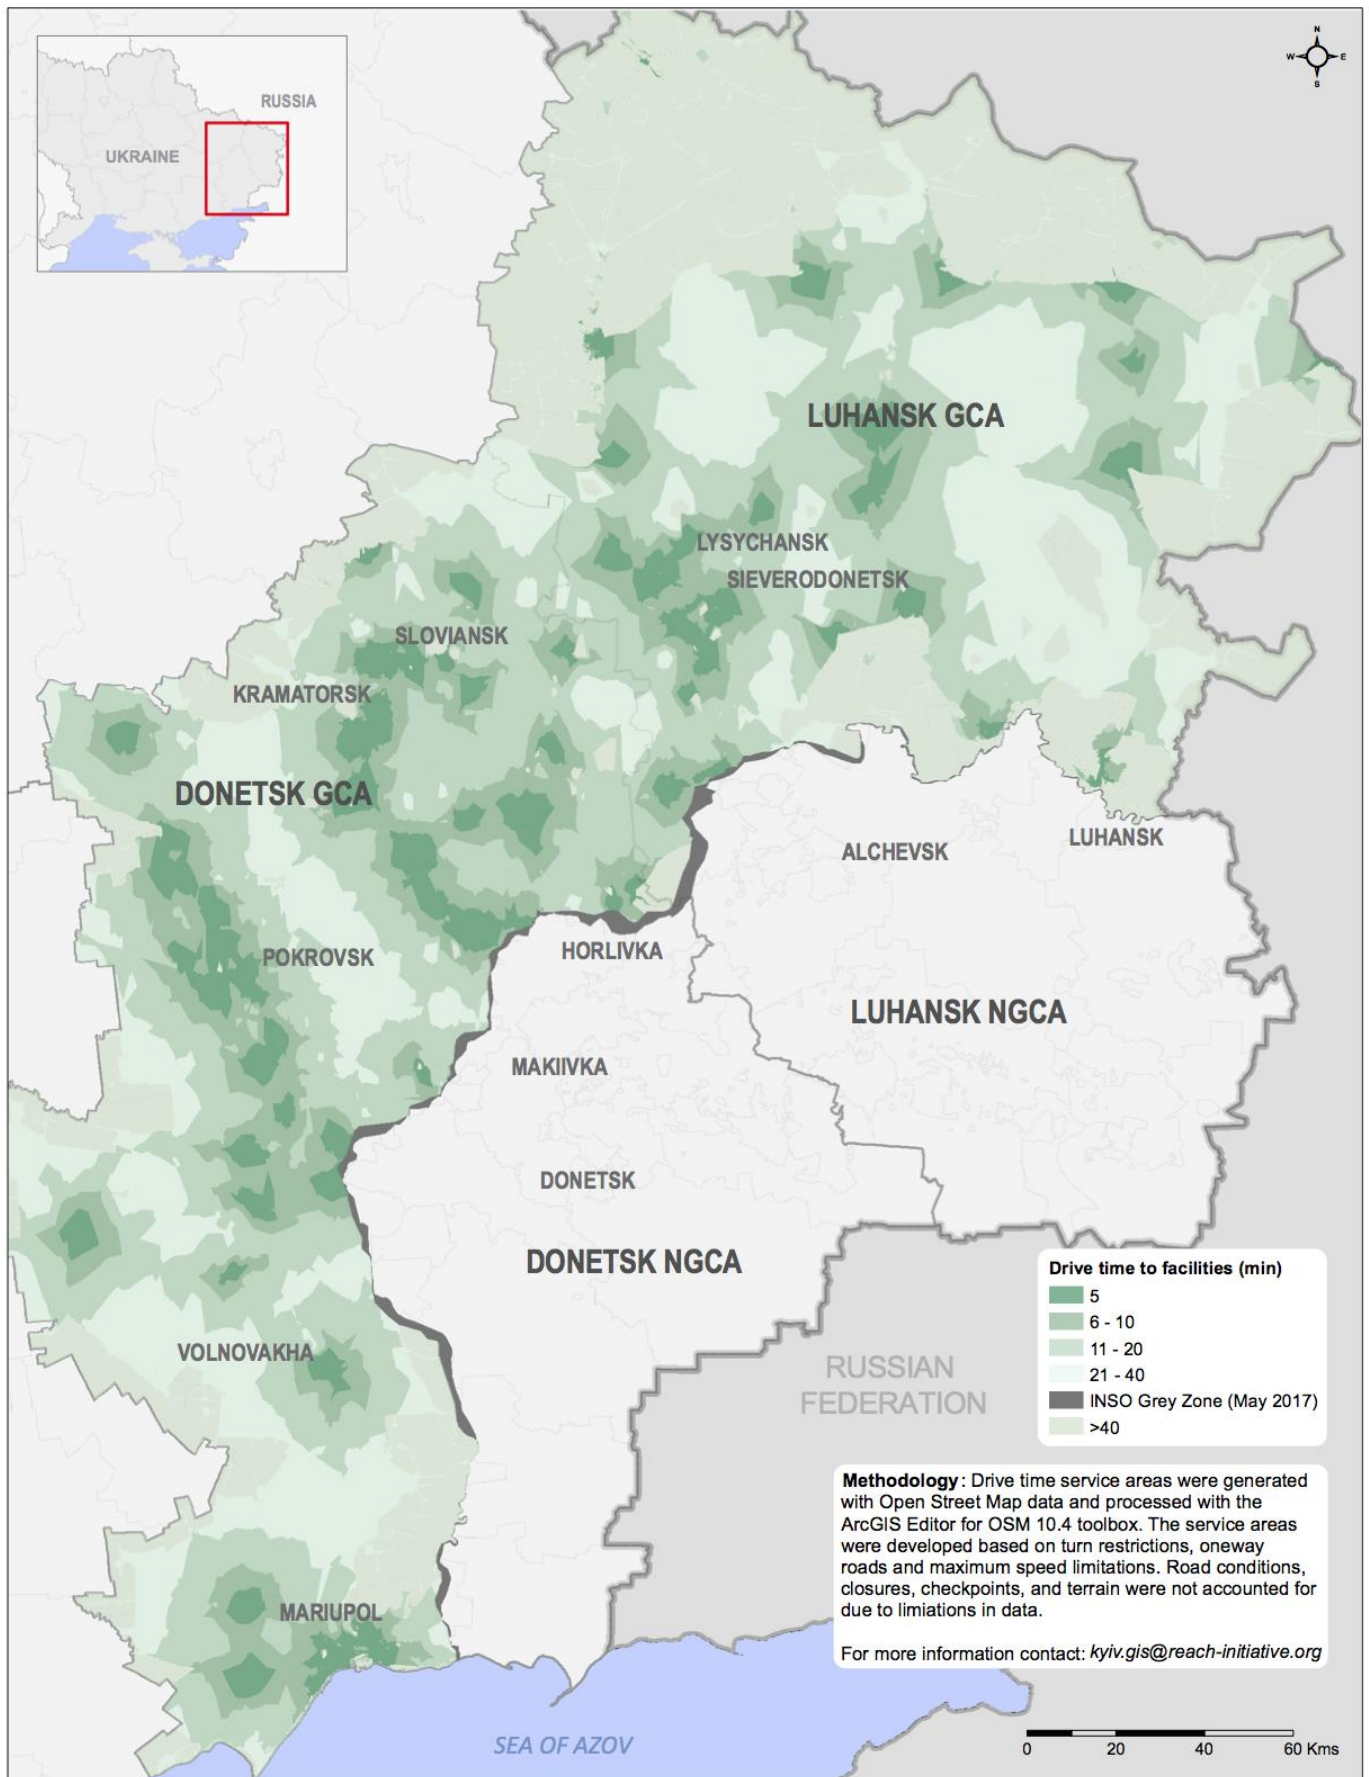 N
W
E
S
RUSSIA
UKRAINE
LUHANSK GCA
LYSYCHANSK
SIEVERODONETSK
SLOVIANSK
KRAMATORSK
DONETSK GCA
ALCHEVSK
LUHANSK
HORLIVKA
POKROVSK
LUHANSK NGCA
MAKIIVKA
DONETSK
DONETSK NGCA
VOLNOVAKHA
RUSSIAN
FEDERATION
MARIUPOL
SEA OF AZOV
Drive time to facilities (min)
5
6 - 10
11 - 20
21 - 40
INSO Grey Zone (May 2017)
>40
Methodology: Drive time service areas were generated
with Open Street Map data and processed with the
ArcGIS Editor for OSM 10.4 toolbox. The service areas
were developed based on turn restrictions, oneway
roads and maximum speed limitations. Road conditions,
closures, checkpoints, and terrain were not accounted for
due to limiations in data.
For more information contact: kyiv.gis@reach-initiative.org
0 20 40 60 Kms